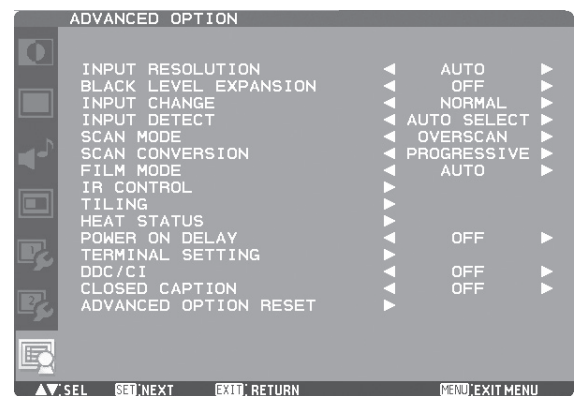 ADVANCED OPTION
INPUT RESOLUTION AUTO
BLACK LEVEL EXPANSION OFF
INPUT CHANGE NORMAL
INPUT DETECT AUTO SELECT
SCAN MODE OVERSCAN
SCAN CONVERSION PROGRESSIVE
FILM MODE AUTO
IR CONTROL
TILING
HEAT STATUS
POWER ON DELAY OFF
TERMINAL SETTING
DDC/CI OFF
CLOSED CAPTION OFF
ADVANCED OPTION RESET
▲▼:SEL SET:NEXT EXIT:RETURN MENU:EXIT MENU